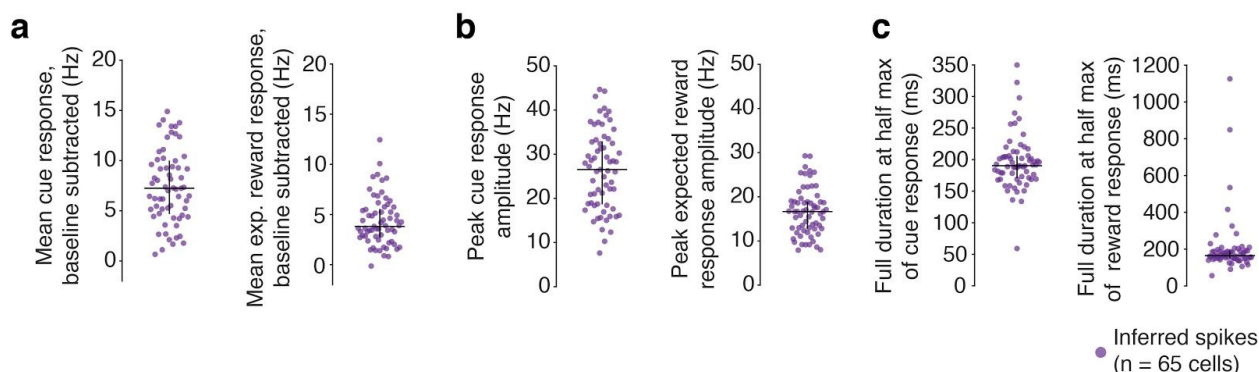 a
Mean cue response,
baseline subtracted (Hz)
20
15
10
5
0
Mean exp. reward response,
baseline subtracted (Hz)
20
15
10
5
0
b
Peak cue response
amplitude (Hz)
50
40
30
20
10
0
Peak expected reward
response amplitude (Hz)
50
40
30
20
10
0
c
Full duration at half max
of cue response (ms)
350
300
250
200
150
100
50
0
Full duration at half max
of reward response (ms)
1200
1000
800
600
400
200
0
Inferred spikes
(n = 65 cells)